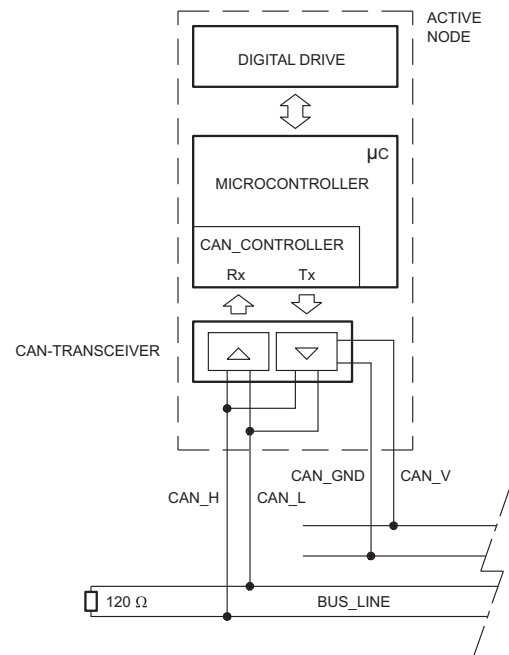 ACTIVE
NODE
DIGITAL DRIVE
µC
MICROCONTROLLER
CAN_CONTROLLER
Rx
Tx
CAN-TRANSCEIVER
CAN_GND
CAN_V
CAN_H
CAN_L
120 Ω
BUS_LINE